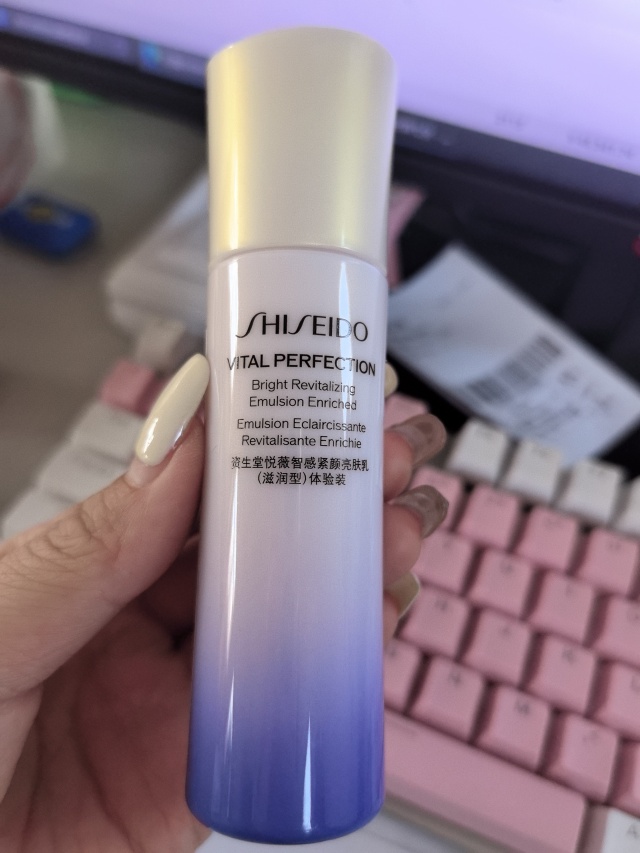 SHISEIDO
VITAL PERFECTION
Bright Revitalizing
Emulsion Enriched
Emulsion Eclaircissante
Revitalisante Enrichie
资生堂悦薇智感紧颜亮肤乳
(滋润型)体验装